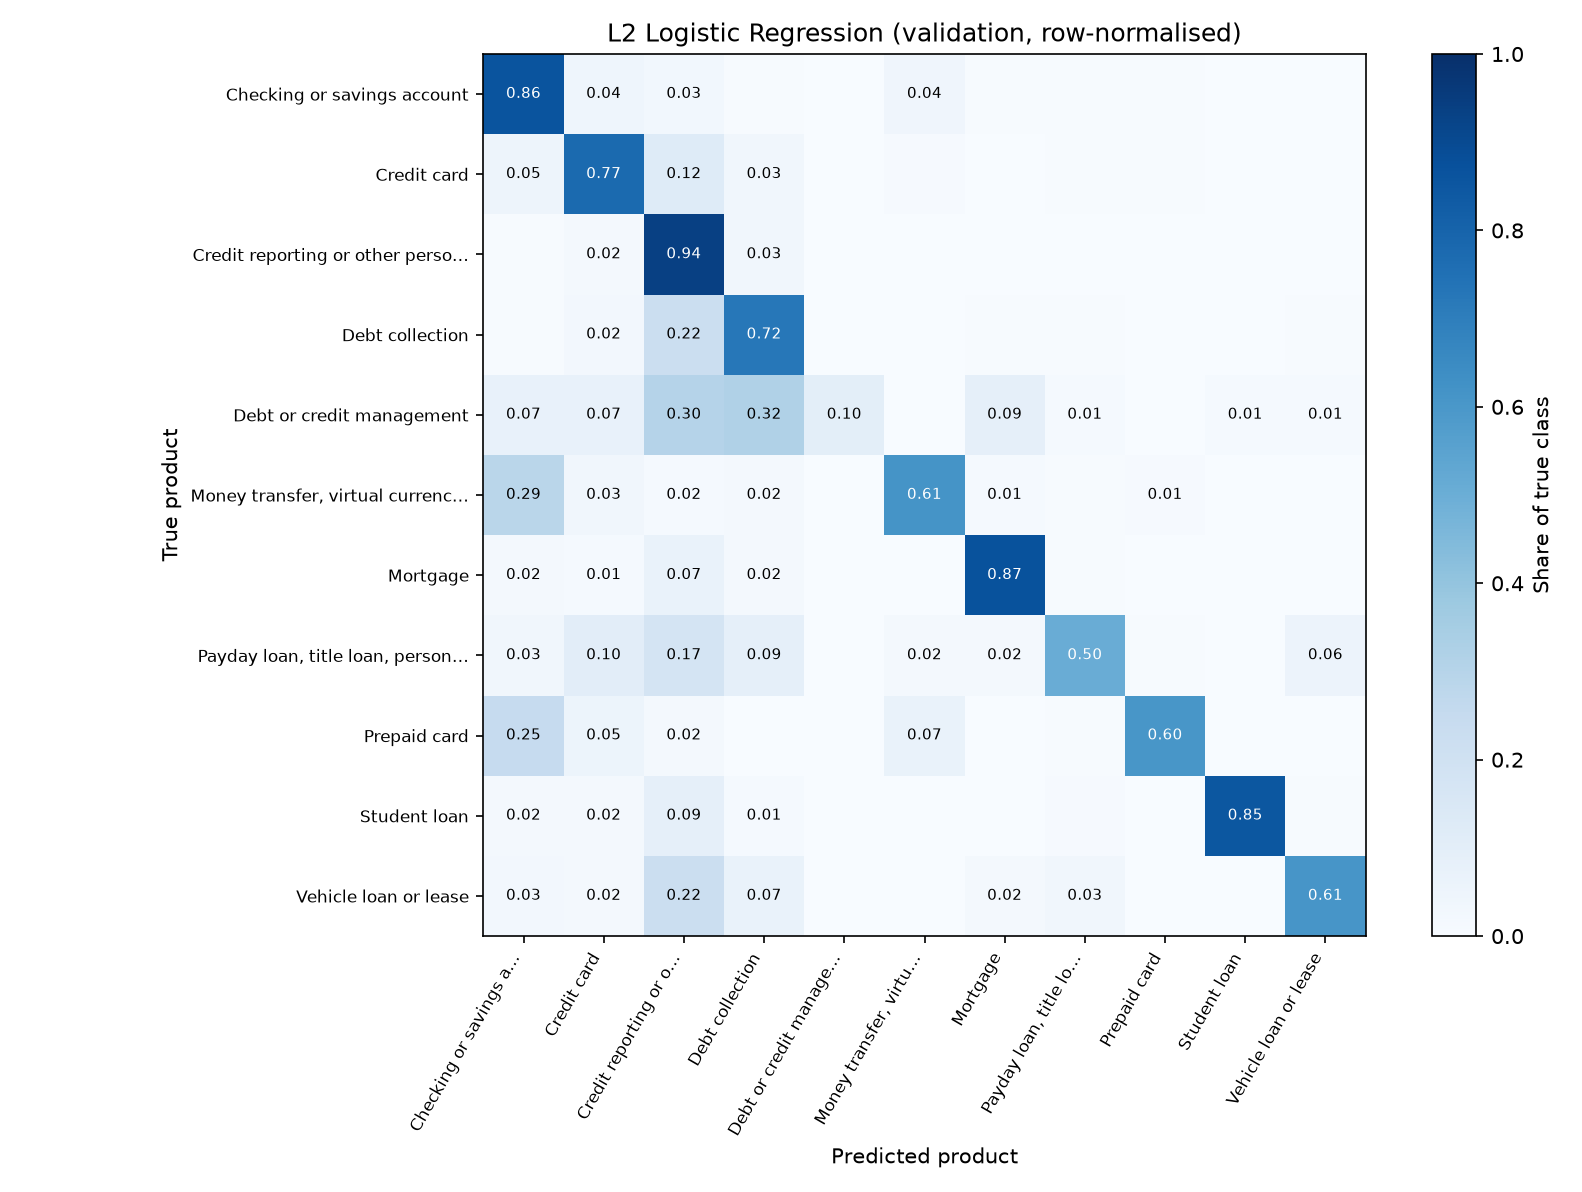 L2 Logistic Regression (validation, row-normalised)
Checking or savings account 0.86 0.04 0.03 0.04
Credit card 0.05 0.77 0.12 0.03
Credit reporting or other perso... 0.02 0.94 0.03
Debt collection 0.02 0.22 0.72
Debt or credit management 0.07 0.07 0.30 0.32 0.10 0.09 0.01 0.01 0.01
Money transfer, virtual currenc... 0.29 0.03 0.02 0.02 0.61 0.01 0.01
Mortgage 0.02 0.01 0.07 0.02 0.87
Payday loan, title loan, person... 0.03 0.10 0.17 0.09 0.02 0.02 0.50 0.06
Prepaid card 0.25 0.05 0.02 0.07 0.60
Student loan 0.02 0.02 0.09 0.01 0.85
Vehicle loan or lease 0.03 0.02 0.22 0.07 0.02 0.03 0.61
True product
Checking or savings a...
Credit card
Credit reporting or o...
Debt collection
Debt or credit manage...
Money transfer, virtu...
Mortgage
Payday loan, title lo...
Prepaid card
Student loan
Vehicle loan or lease
Predicted product
1.0
0.8
0.6
0.4
0.2
0.0
Share of true class